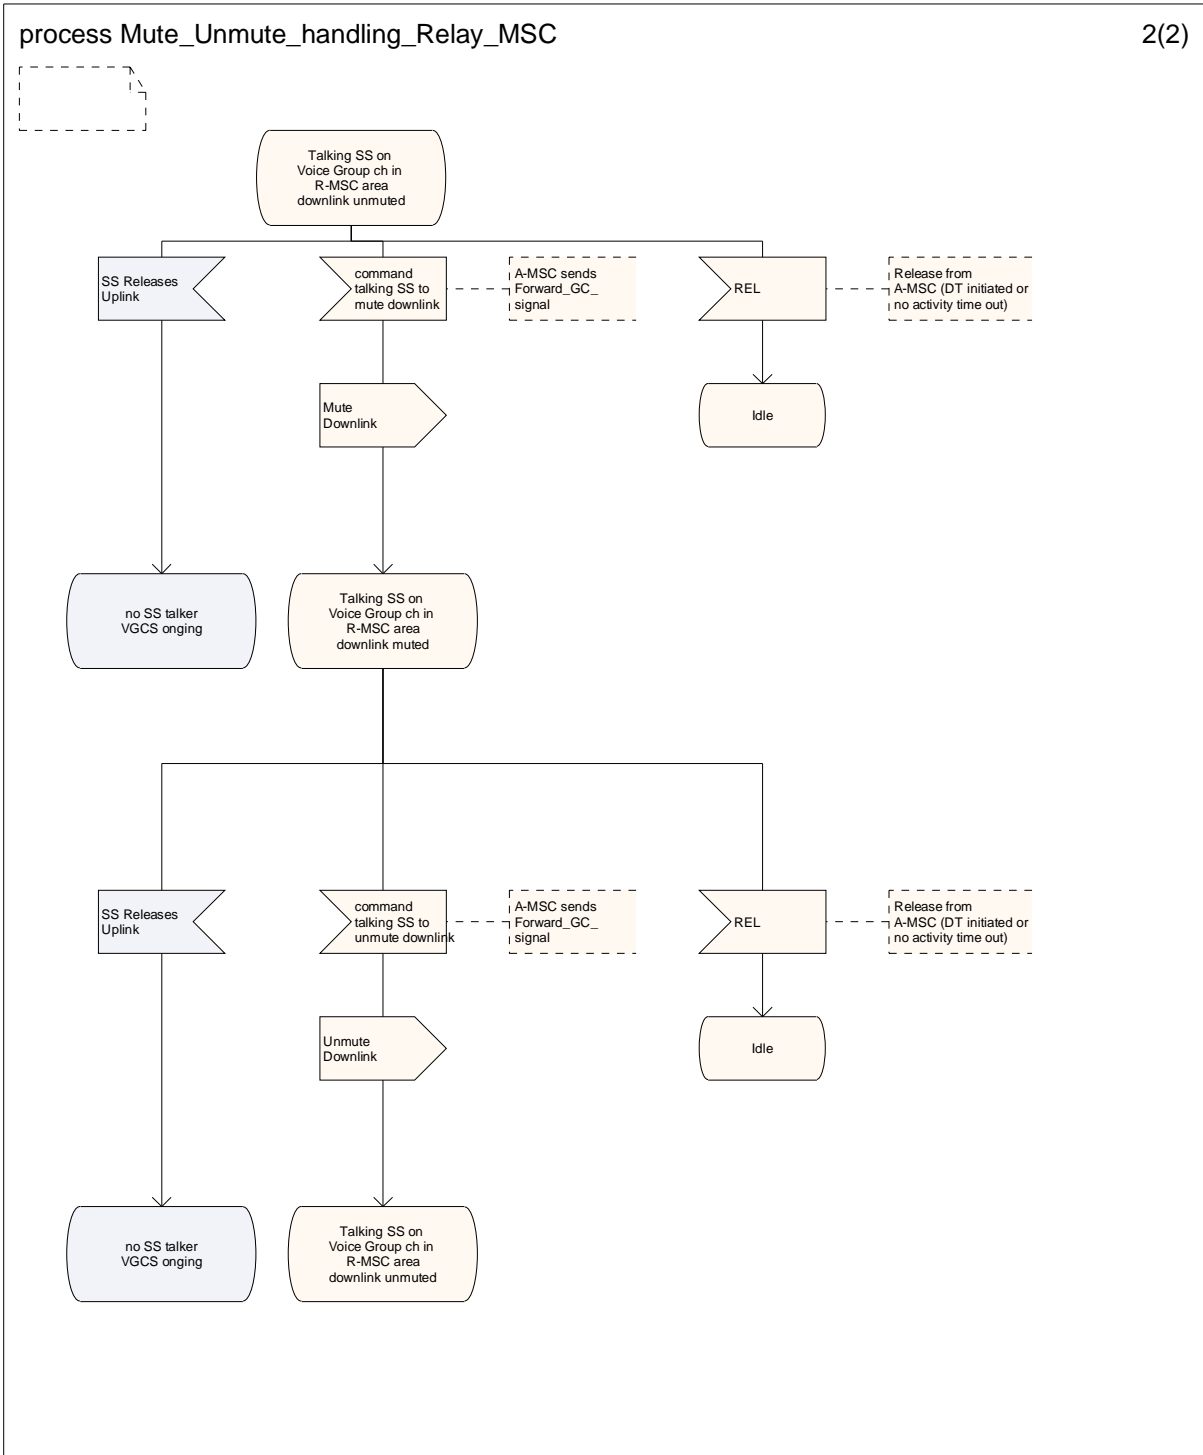 process Mute_Unmute_handling_Relay_MSC
2(2)
Talking SS on
Voice Group ch in
R-MSC area
downlink unmuted
SS Releases
Uplink
command
talking SS to
mute downlink
A-MSC sends
Forward_GC_
signal
REL
Release from
A-MSC (DT initiated or
no activity time out)
Mute
Downlink
Idle
no SS talker
VGCS onging
Talking SS on
Voice Group ch in
R-MSC area
downlink muted
SS Releases
Uplink
command
talking SS to
unmute downlink
A-MSC sends
Forward_GC_
signal
REL
Release from
A-MSC (DT initiated or
no activity time out)
Unmute
Downlink
Idle
no SS talker
VGCS onging
Talking SS on
Voice Group ch in
R-MSC area
downlink unmuted